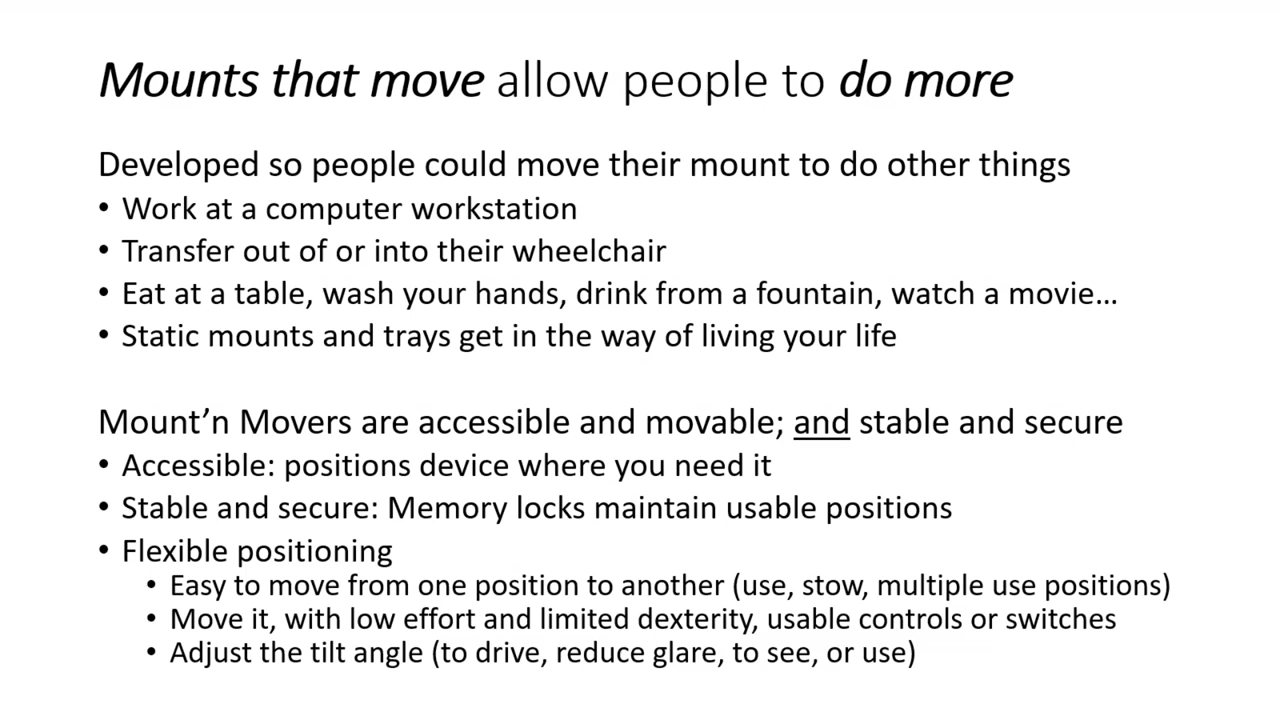 Mounts that move allow people to do more
Developed so people could move their mount to do other things
• Work at a computer workstation
• Transfer out of or into their wheelchair
• Eat at a table, wash your hands, drink from a fountain, watch a movie…
• Static mounts and trays get in the way of living your life
Mount’n Movers are accessible and movable; and stable and secure
• Accessible: positions device where you need it
• Stable and secure: Memory locks maintain usable positions
• Flexible positioning
• Easy to move from one position to another (use, stow, multiple use positions)
• Move it, with low effort and limited dexterity, usable controls or switches
• Adjust the tilt angle (to drive, reduce glare, to see, or use)